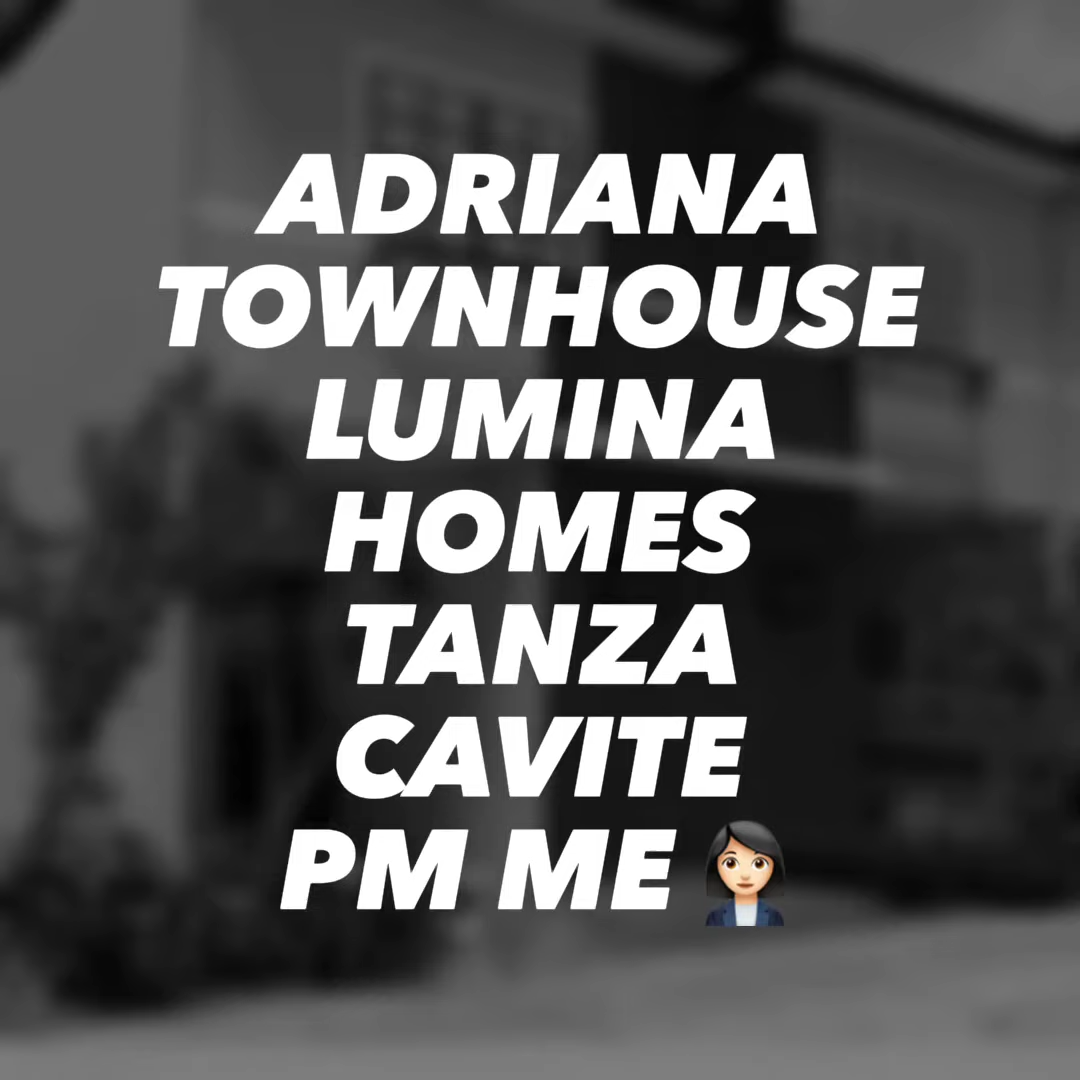 ADRIANA
TOWNHOUSE
LUMINA
HOMES
TANZA
CAVITE
PM ME 👩🏻‍💼